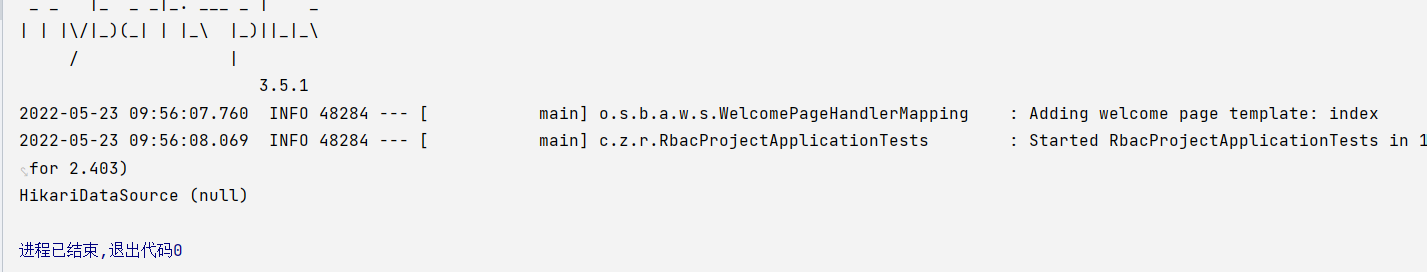 _ _   |_  _ _|_. ___ _ |    _
| | |\/|_)(_| | |_\  |_)||_|_\
     /               |
                        3.5.1
2022-05-23 09:56:07.760  INFO 48284 --- [           main] o.s.b.a.w.s.WelcomePageHandlerMapping    : Adding welcome page template: index
2022-05-23 09:56:08.069  INFO 48284 --- [           main] c.z.r.RbacProjectApplicationTests        : Started RbacProjectApplicationTests in 1
for 2.403)
HikariDataSource (null)
进程已结束,退出代码0